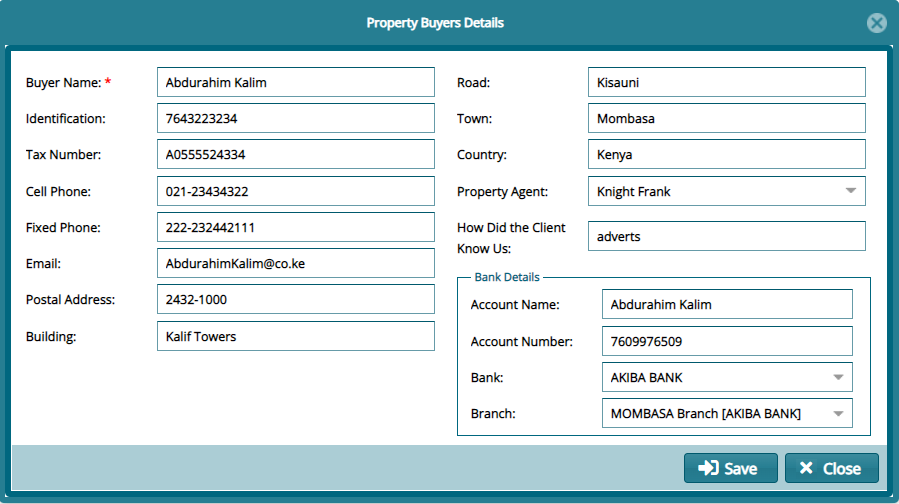 Property Buyers Details
Buyer Name: * Abdurahim Kalim
Identification: 7643223234
Tax Number: A0555524334
Cell Phone: 021-23434322
Fixed Phone: 222-232442111
Email: AbdurahimKalim@co.ke
Postal Address: 2432-1000
Building: Kalif Towers
Road: Kisauni
Town: Mombasa
Country: Kenya
Property Agent: Knight Frank
How Did the Client
Know Us: adverts
Bank Details
Account Name: Abdurahim Kalim
Account Number: 7609976509
Bank: AKIBA BANK
Branch: MOMBASA Branch [AKIBA BANK]
Save Close